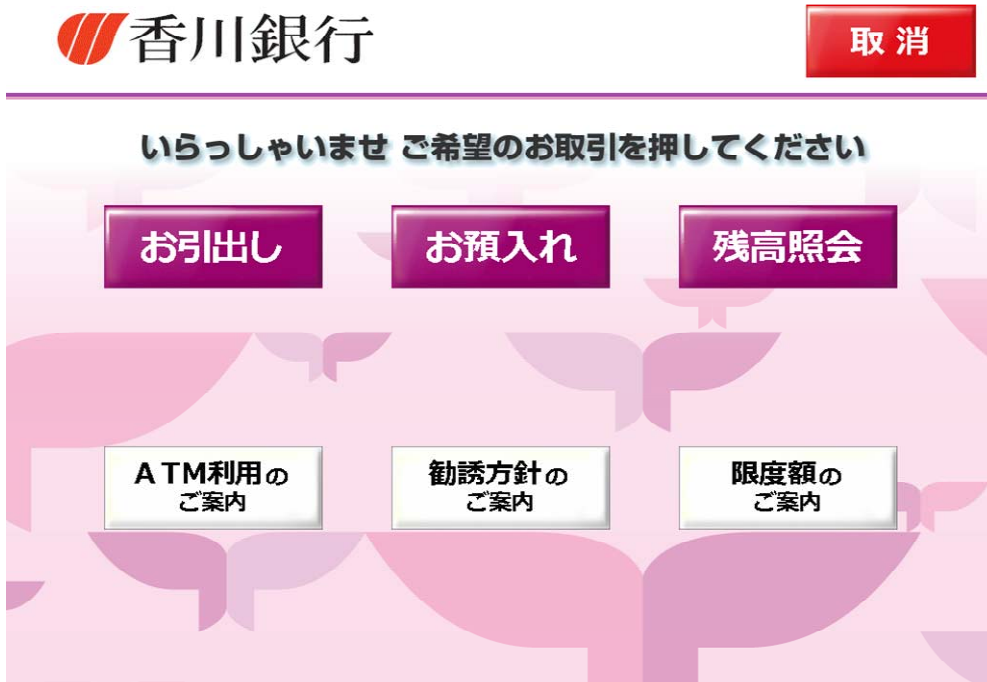 香川銀行
取消
いらっしゃいませ ご希望のお取引を押してください
お引出し
お預入れ
残高照会
ATM利用の
ご案内
勧誘方針の
ご案内
限度額の
ご案内